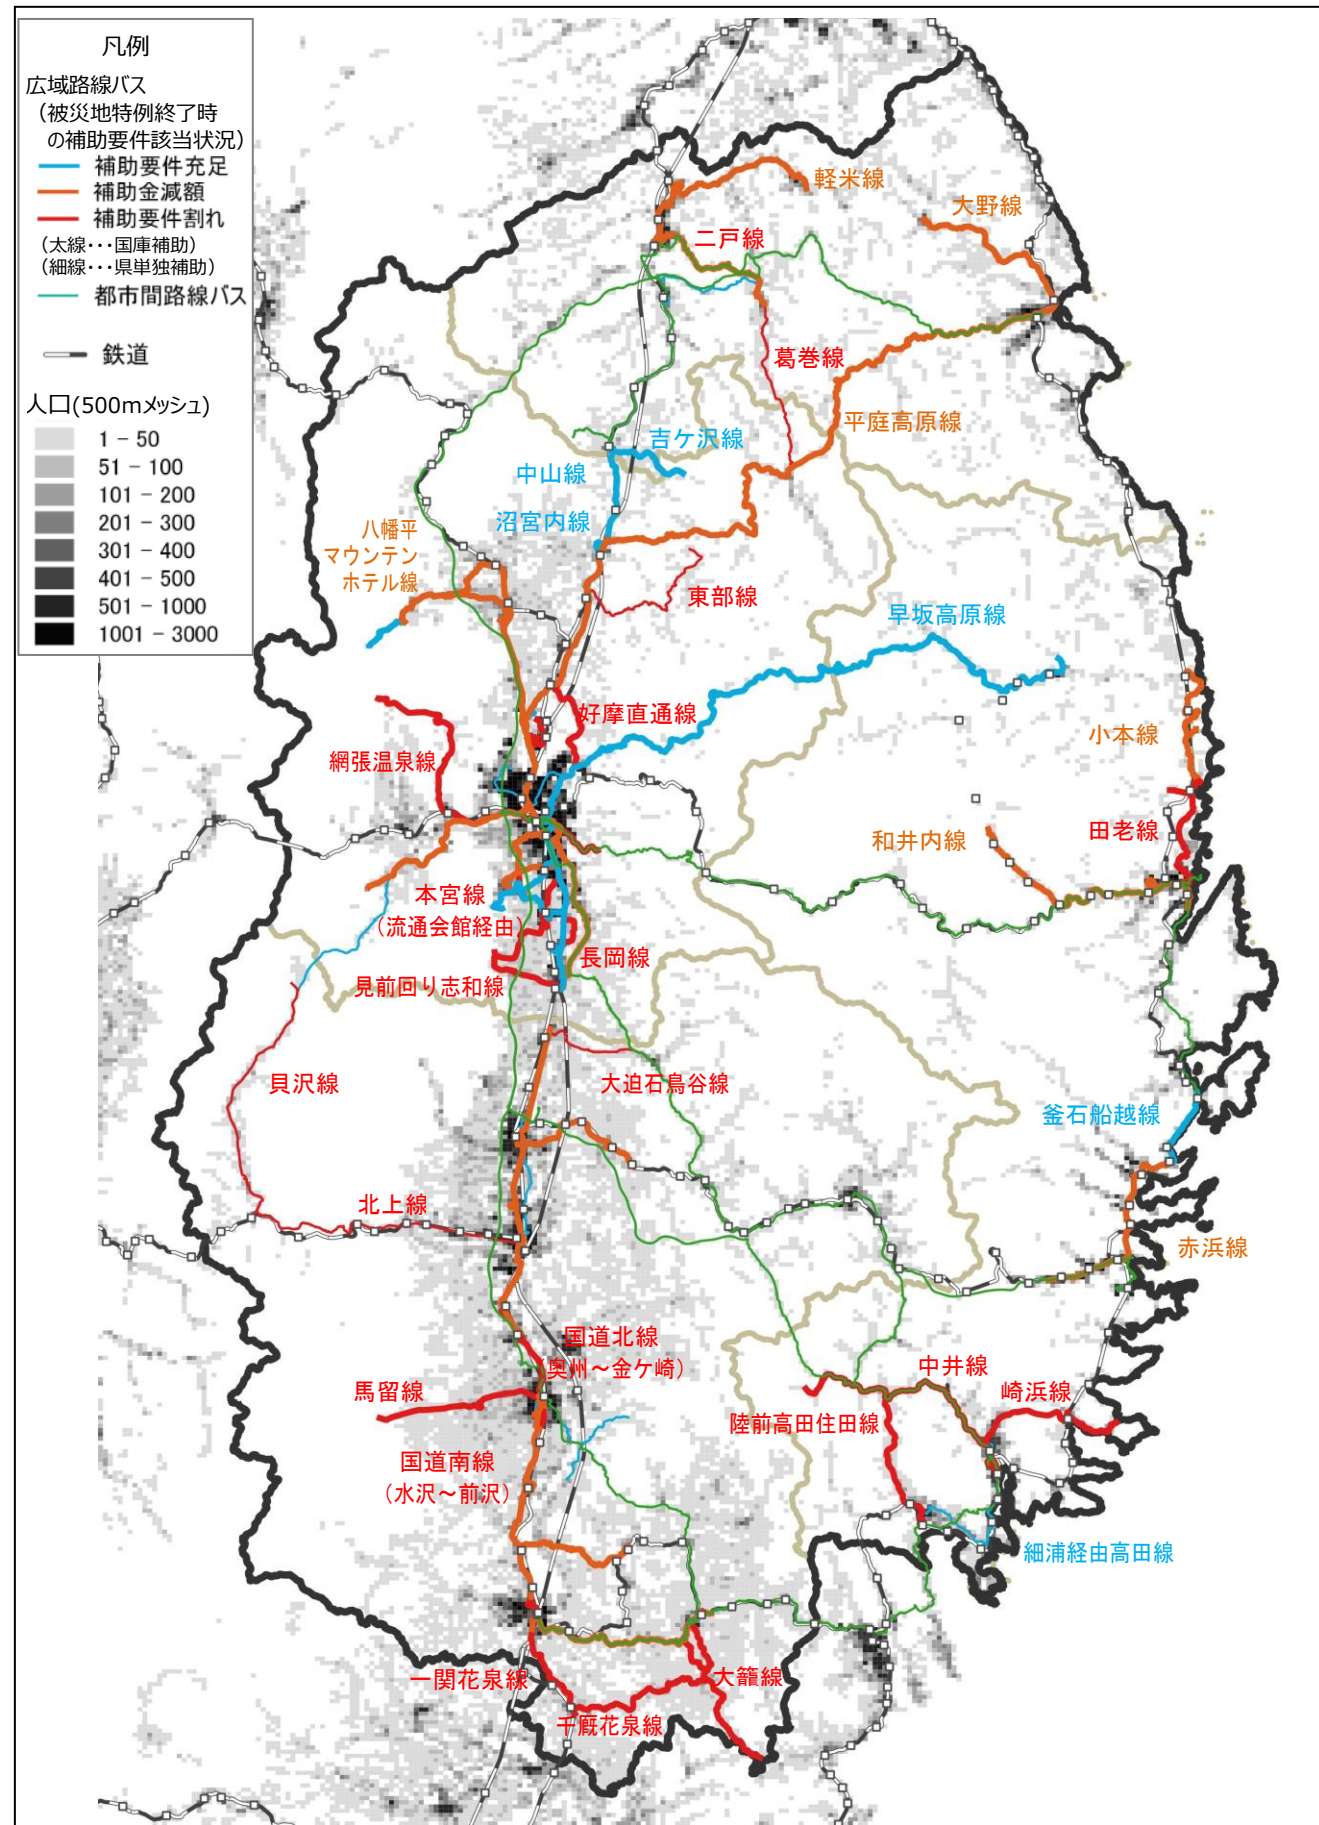 凡例
広域路線バス
(被災地特例終了時
の補助要件該当状況)
補助要件充足
補助金減額
補助要件割れ
(太線・・・国庫補助)
(細線・・・県単独補助)
都市間路線バス
鉄道
人口(500mメッシュ)
1 - 50
51 - 100
101 - 200
201 - 300
301 - 400
401 - 500
501 - 1000
1001 - 3000
軽米線
大野線
二戸線
葛巻線
平庭高原線
吉ケ沢線
中山線
沼宮内線
八幡平
マウンテン
ホテル線
東部線
早坂高原線
好摩直通線
小本線
網張温泉線
田老線
和井内線
本宮線
(流通会館経由)
長岡線
見前回り志和線
貝沢線
大迫石鳥谷線
釜石船越線
北上線
赤浜線
国道北線
(奥州～金ケ崎)
中井線
馬留線
崎浜線
陸前高田住田線
国道南線
(水沢～前沢)
細浦経由高田線
一関花泉線
大籠線
千厩花泉線